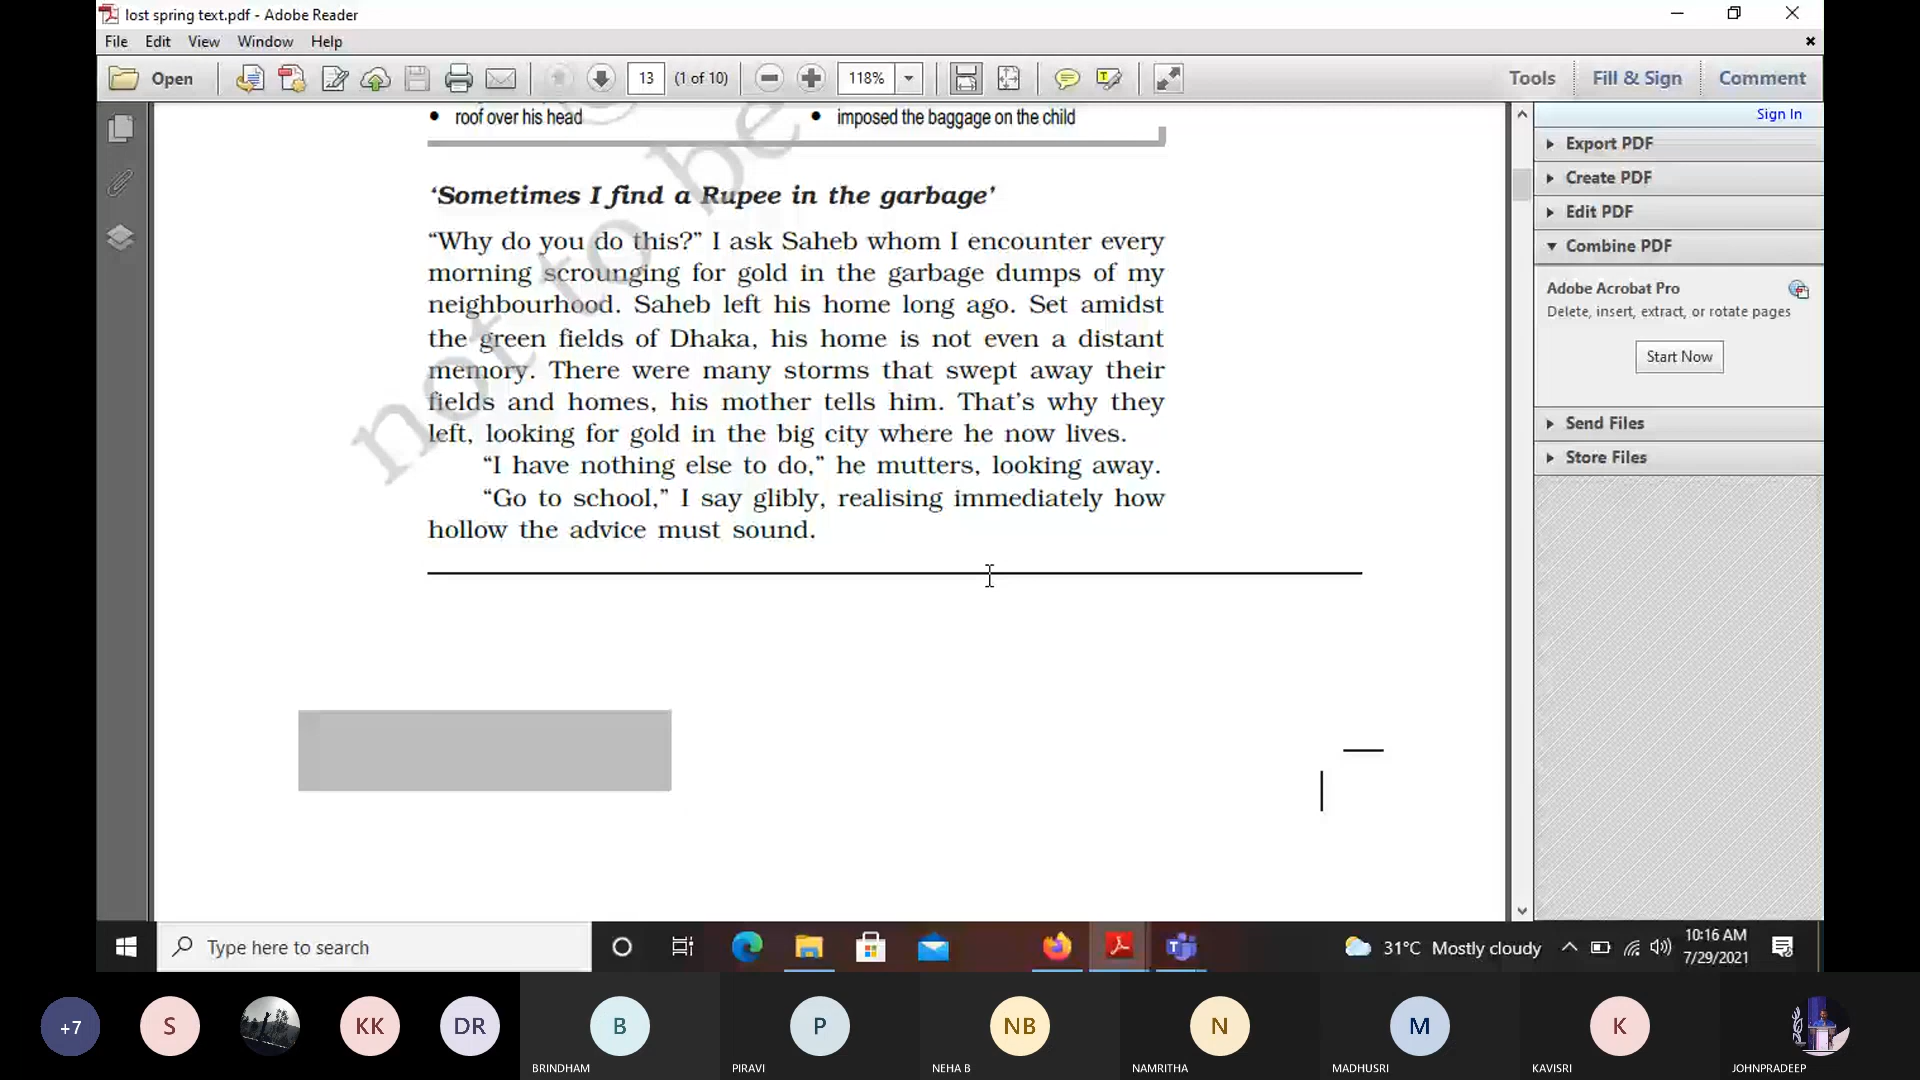 lost spring text.pdf - Adobe Reader
File Edit View Window Help
Open 13 (1 of 10) 118% Tools Fill & Sign Comment
Sign In
Export PDF
Create PDF
Edit PDF
Combine PDF
Adobe Acrobat Pro
Delete, insert, extract, or rotate pages
Start Now
Send Files
Store Files
• roof over his head • imposed the baggage on the child
not to be
‘Sometimes I find a Rupee in the garbage’
“Why do you do this?” I ask Saheb whom I encounter every
morning scrounging for gold in the garbage dumps of my
neighbourhood. Saheb left his home long ago. Set amidst
the green fields of Dhaka, his home is not even a distant
memory. There were many storms that swept away their
fields and homes, his mother tells him. That’s why they
left, looking for gold in the big city where he now lives.
“I have nothing else to do,” he mutters, looking away.
“Go to school,” I say glibly, realising immediately how
hollow the advice must sound.
Type here to search
31°C Mostly cloudy
10:16 AM
7/29/2021
+7 S KK DR B P NB N M K
BRINDHAM PIRAVI NEHA B NAMRITHA MADHUSRI KAVISRI JOHNPRADEEP